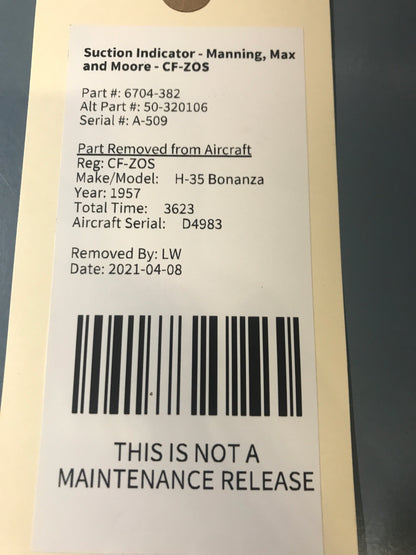 Suction Indicator - Manning, Max
and Moore - CF-ZOS
Part #: 6704-382
Alt Part #: 50-320106
Serial #: A-509
Part Removed from Aircraft
Reg: CF-ZOS
Make/Model: H-35 Bonanza
Year: 1957
Total Time: 3623
Aircraft Serial: D4983
Removed By: LW
Date: 2021-04-08
THIS IS NOT A
MAINTENANCE RELEASE